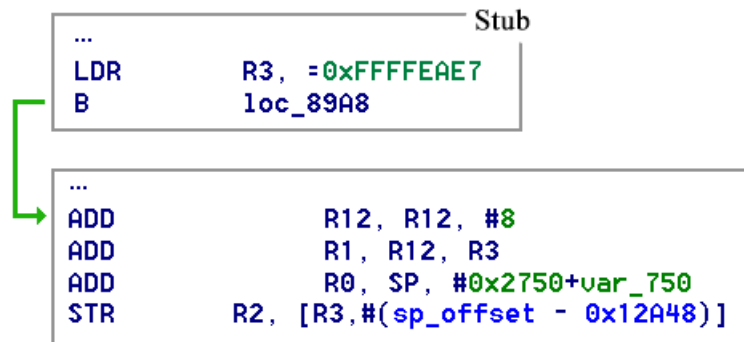 Stub
...
LDR R3, =0xFFFFEAE7
B loc_89A8
...
ADD R12, R12, #8
ADD R1, R12, R3
ADD R0, SP, #0x2750+var_750
STR R2, [R3,#(sp_offset - 0x12A48)]